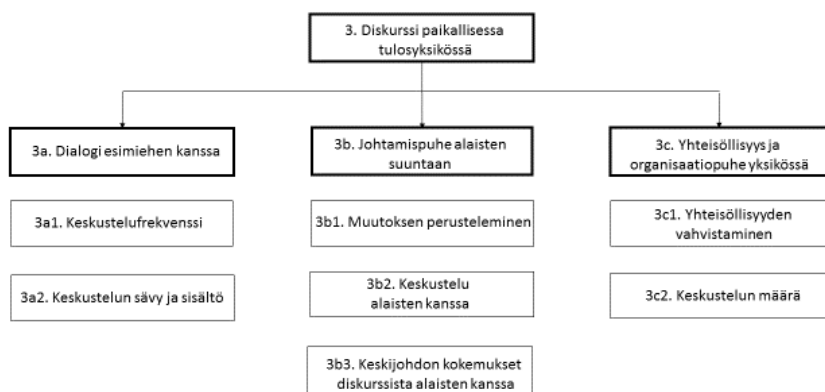 3. Diskurssi paikallisessa
tulosyksikössä
3a. Dialogi esimiehen kanssa
3b. Johtamispuhe alaisten
suuntaan
3c. Yhteisöllisyys ja
organisaatiopuhe yksikössä
3a1. Keskustelufrekvenssi
3b1. Muutoksen perusteleminen
3c1. Yhteisöllisyyden
vahvistaminen
3a2. Keskustelun sävy ja sisältö
3b2. Keskustelu
alaisten kanssa
3c2. Keskustelun määrä
3b3. Keskijohdon kokemukset
diskurssista alaisten kanssa